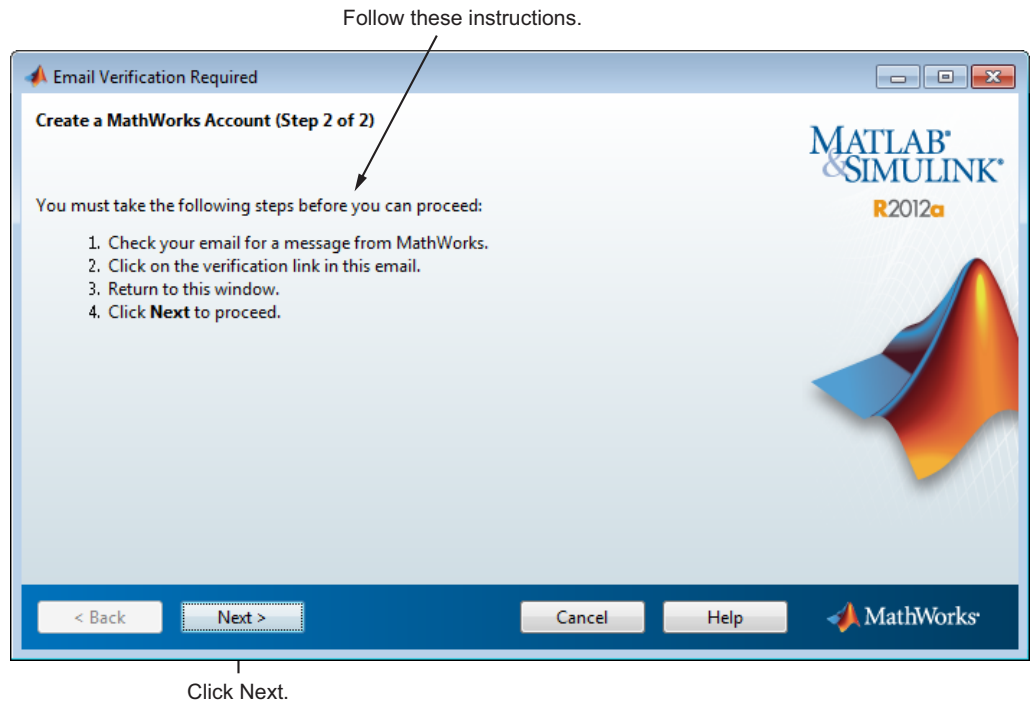 Follow these instructions.
Email Verification Required
Create a MathWorks Account (Step 2 of 2)
MATLAB®
&SIMULINK®
R2012a
You must take the following steps before you can proceed:
1. Check your email for a message from MathWorks.
2. Click on the verification link in this email.
3. Return to this window.
4. Click Next to proceed.
< Back Next > Cancel Help MathWorks®
Click Next.